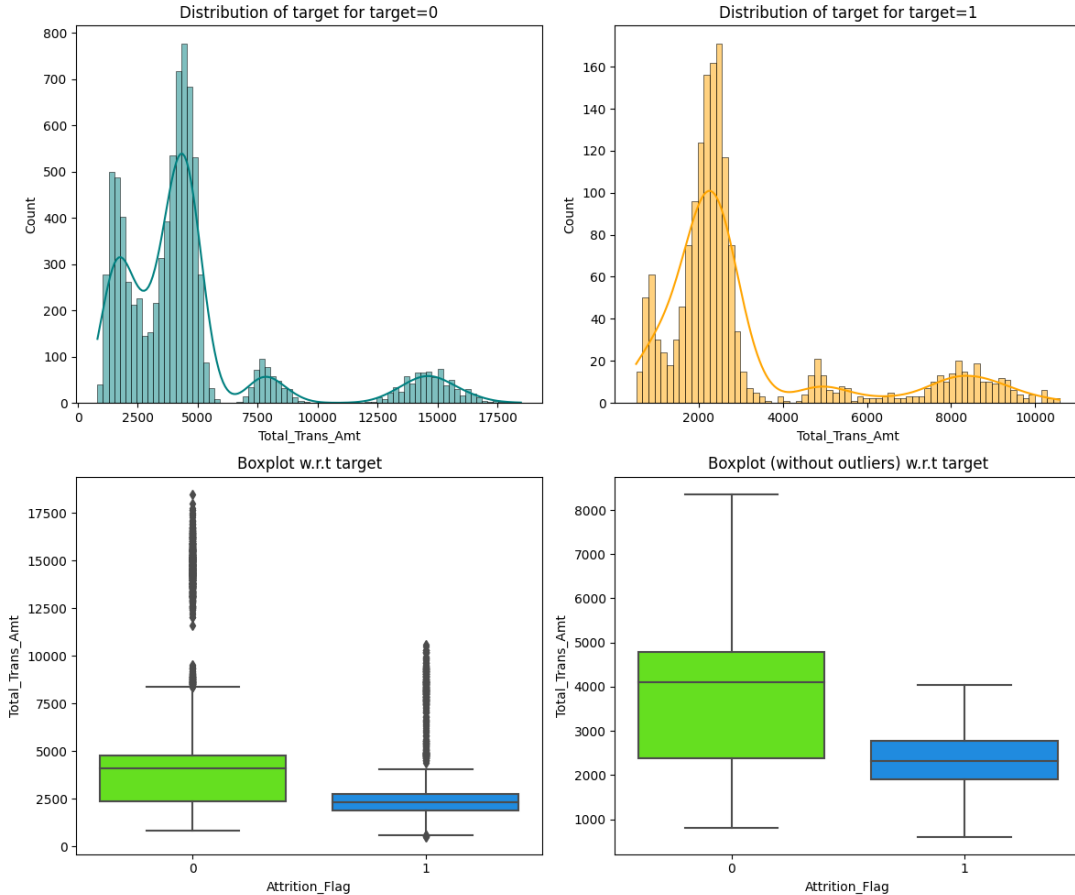 Distribution of target for target=0
800
700
600
500
400
300
200
100
0
Count
0 2500 5000 7500 10000 12500 15000 17500
Total_Trans_Amt
Distribution of target for target=1
160
140
120
100
80
60
40
20
0
Count
2000 4000 6000 8000 10000
Total_Trans_Amt
Boxplot w.r.t target
17500
15000
12500
10000
7500
5000
2500
0
Total_Trans_Amt
0 1
Attrition_Flag
Boxplot (without outliers) w.r.t target
8000
7000
6000
5000
4000
3000
2000
1000
Total_Trans_Amt
0 1
Attrition_Flag